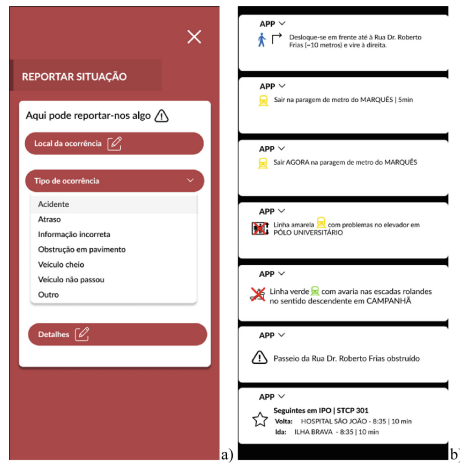 REPORTAR SITUAÇÃO
Aqui pode reportar-nos algo
Local da ocorrência
Tipo de ocorrência
Acidente
Atraso
Informação incorreta
Obstrução em pavimento
Veículo cheio
Veículo não passou
Outro
Detalhes
a)
APP
Desloque-se em frente até à Rua Dr. Roberto
Frias (~10 metros) e vire à direita.
APP
Sair na paragem de metro do MARQUÊS | 5min
APP
Sair AGORA na paragem de metro do MARQUÊS
APP
Linha amarela com problemas no elevador em
PÓLO UNIVERSITÁRIO
APP
Linha verde com avaria nas escadas rolandes
no sentido descendente em CAMPANHÃ
APP
Passeio da Rua Dr. Roberto Frias obstruido
APP
Seguintes em IPO | STCP 301
Volta: HOSPITAL SÃO JOÃO - 8:35 | 10 min
Ida: ILHA BRAVA - 8:35 | 10 min
b)